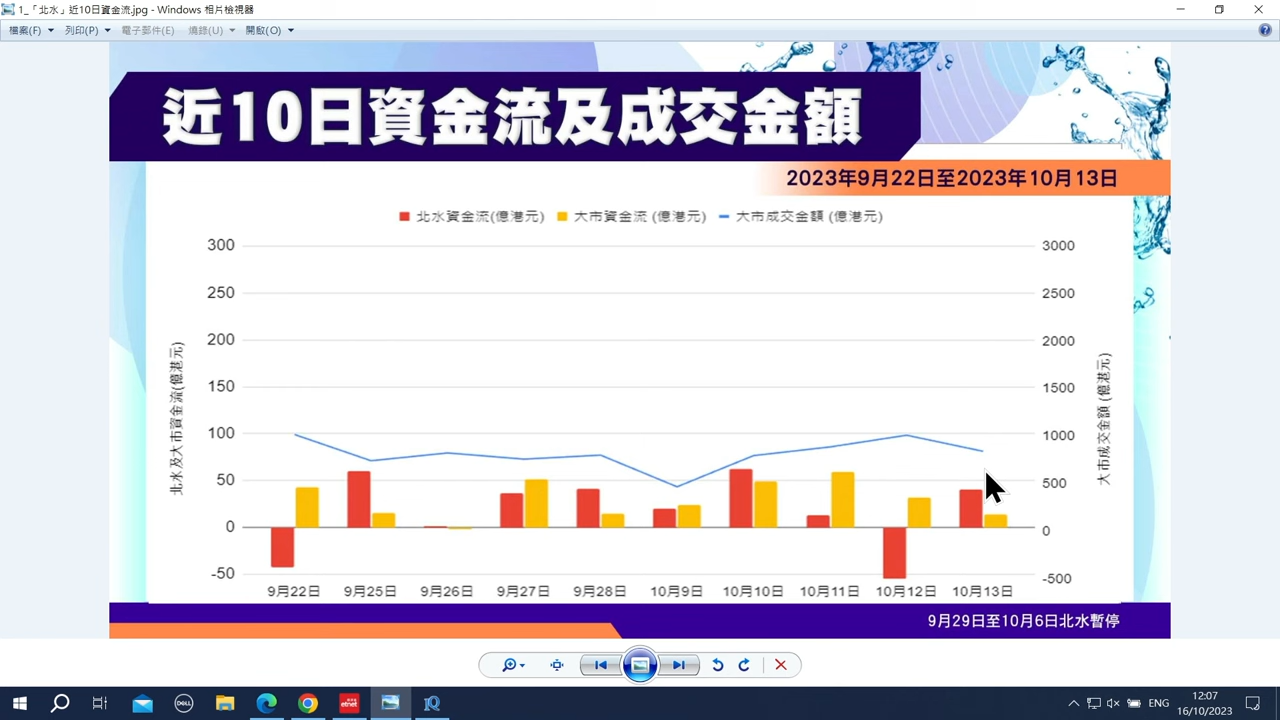 1_「北水」近10日資金流.jpg - Windows 相片檢視器
檔案(F) 列印(P) 電子郵件(E) 燒錄(U) 開啟(O)
近10日資金流及成交金額
2023年9月22日至2023年10月13日
北水資金流(億港元) 大市資金流 (億港元) 大市成交金額 (億港元)
300 3000
250 2500
200 2000
150 1500
100 1000
50 500
0 0
-50 -500
北水及大市資金流(億港元)
大市成交金額 (億港元)
9月22日 9月25日 9月26日 9月27日 9月28日 10月9日 10月10日 10月11日 10月12日 10月13日
9月29日至10月6日北水暫停
DELL etnet IQ ENG
12:07
16/10/2023